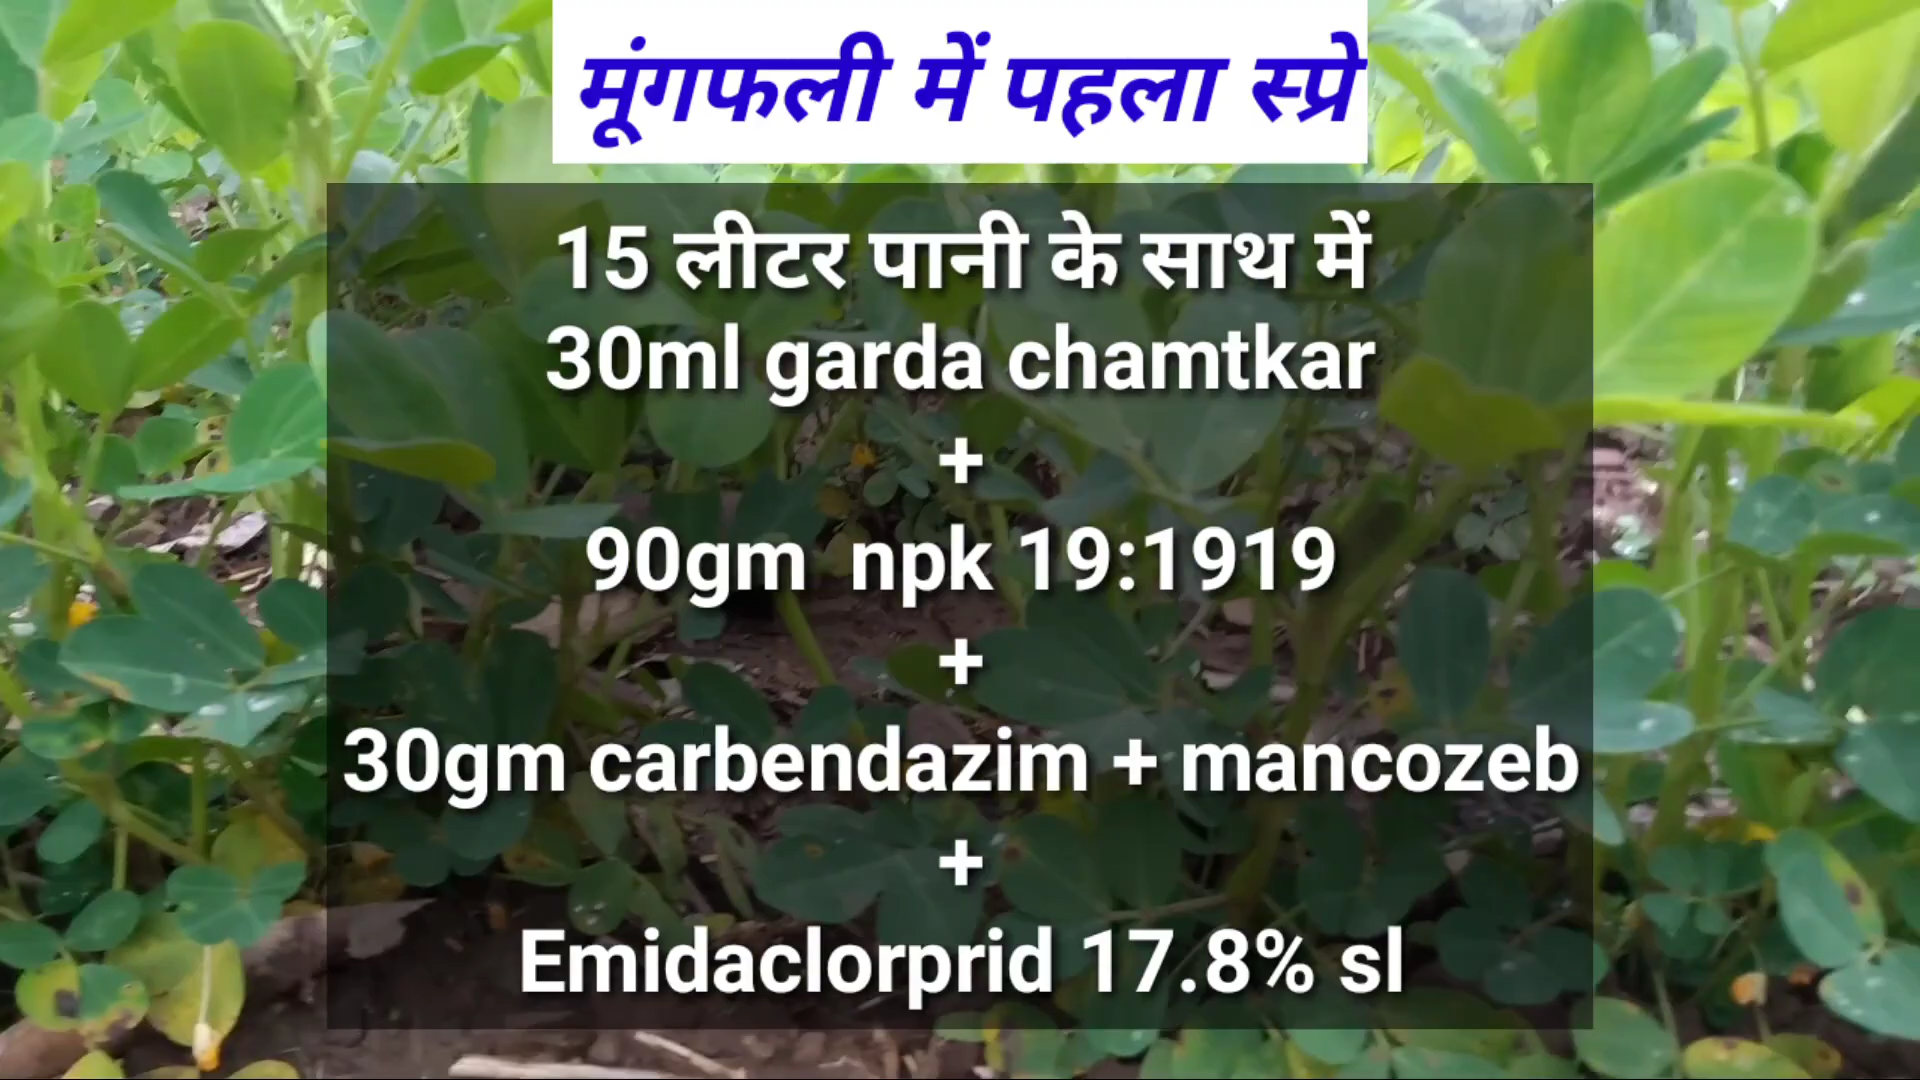 मूंगफली में पहला स्प्रे
15 लीटर पानी के साथ में
30ml garda chamtkar
+
90gm npk 19:1919
+
30gm carbendazim + mancozeb
+
Emidaclorprid 17.8% sl